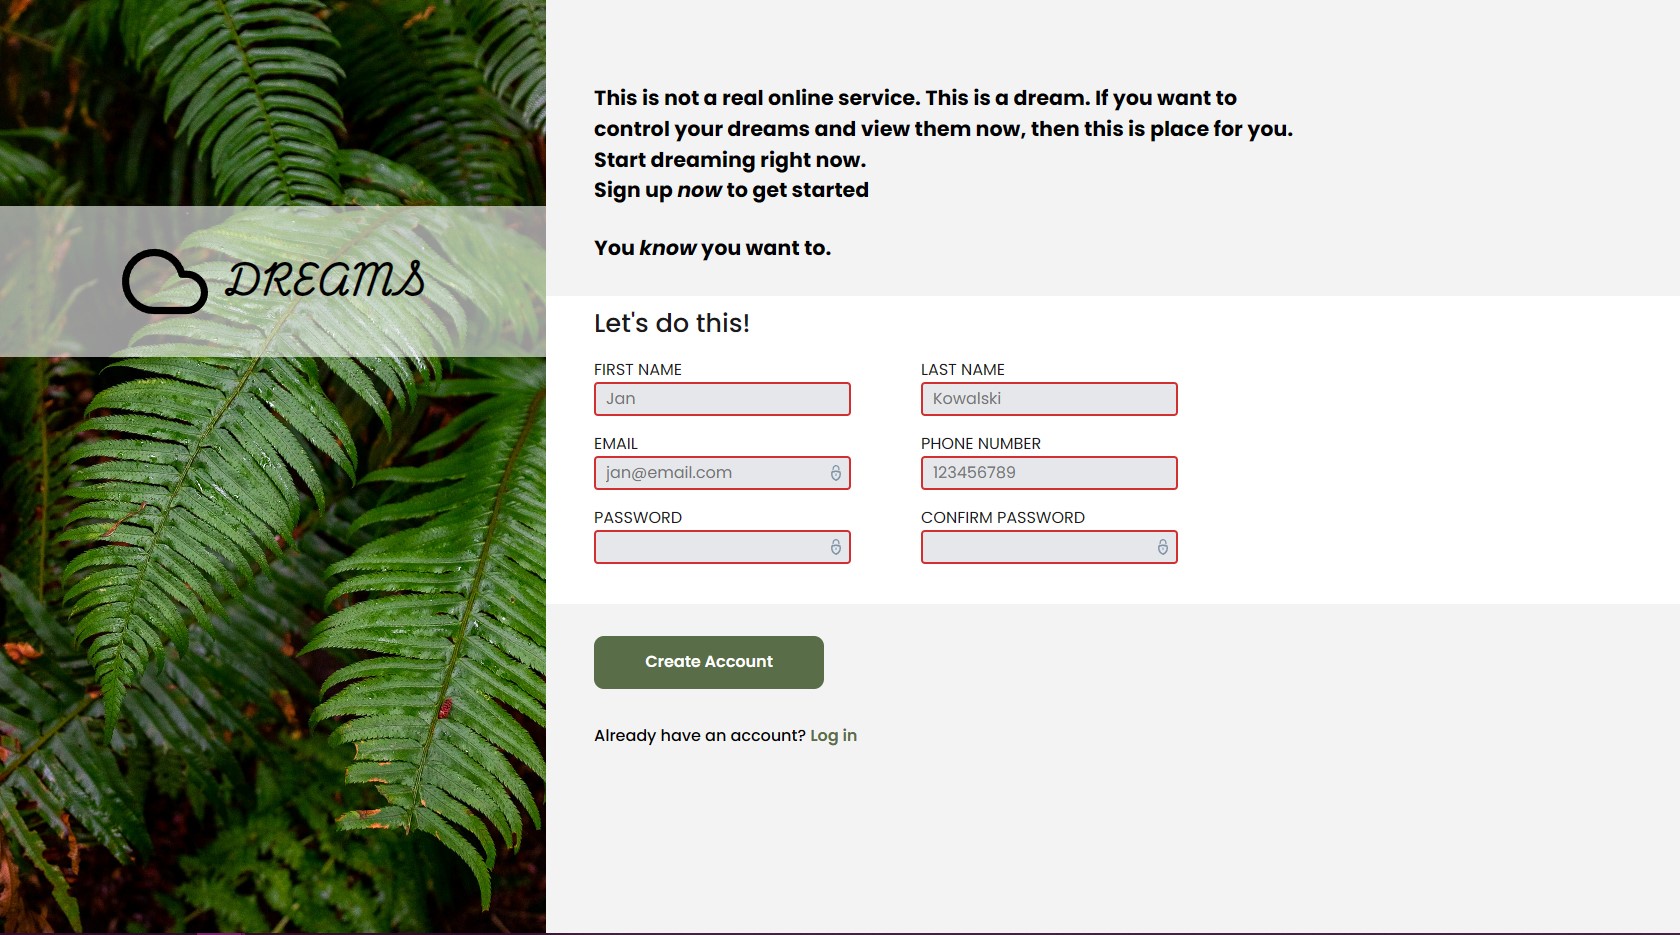 DREAMS
This is not a real online service. This is a dream. If you want to
control your dreams and view them now, then this is place for you.
Start dreaming right now.
Sign up now to get started
You know you want to.
Let's do this!
FIRST NAME
LAST NAME
Jan
Kowalski
EMAIL
PHONE NUMBER
jan@email.com
123456789
PASSWORD
CONFIRM PASSWORD
Create Account
Already have an account? Log in